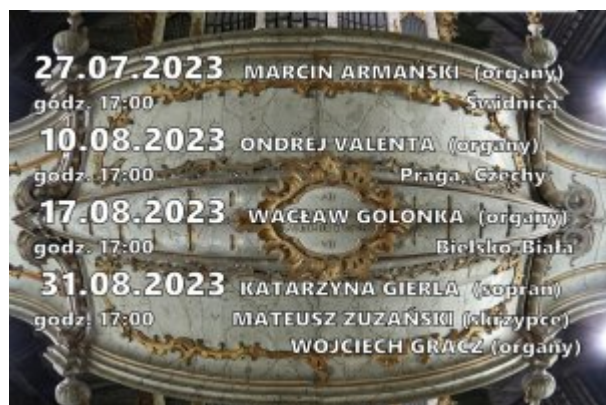 27.07.2023 MARCIN ARMAŃSKI (organy)
godz. 17:00 Świdnica
10.08.2023 ONDREJ VALENTA (organy)
godz. 17:00 Praga, Czechy
17.08.2023 WACŁAW GOLONKA (organy)
godz. 17:00 Bielsko-Biała
31.08.2023 KATARZYNA GIERLA (sopran)
godz. 17:00 MATEUSZ ZUZAŃSKI (skrzypce)
WOJCIECH GRACZ (organy)